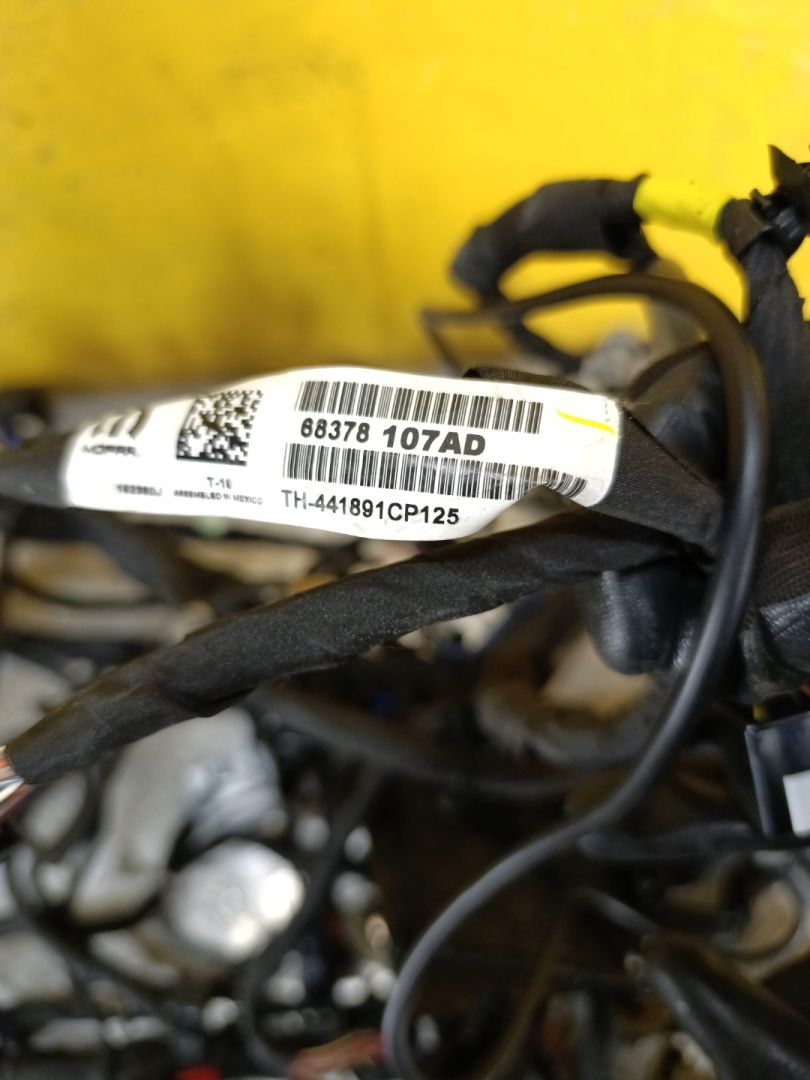 MOPAR
T-18
ASSEMBLED IN MEXICO
68378 107AD
TH-441891CP125